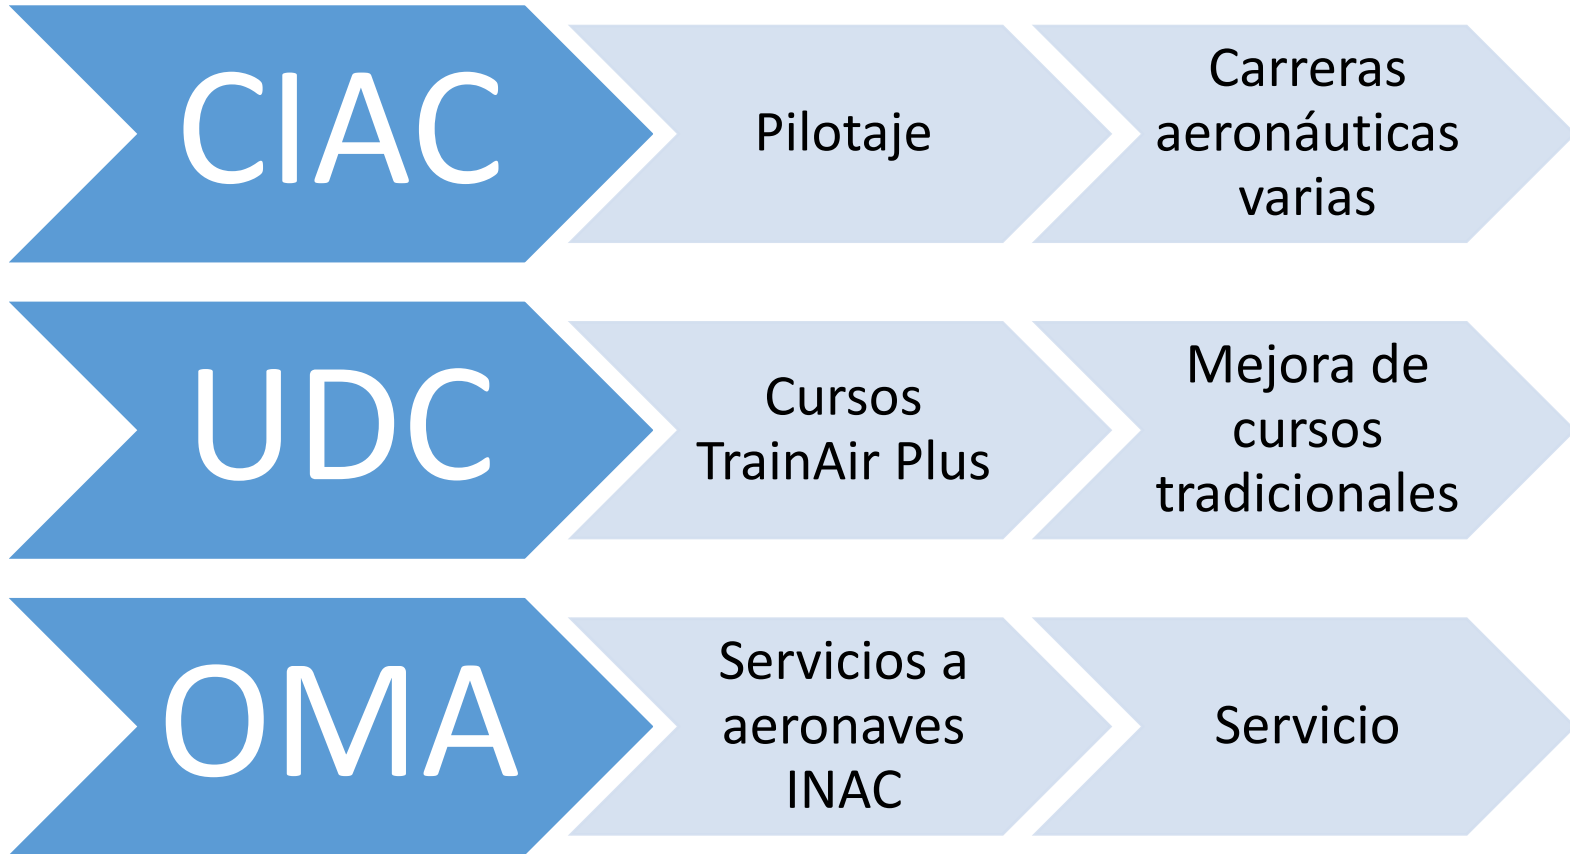 CIAC
Pilotaje
Carreras
aeronáuticas
varias
UDC
Cursos
TrainAir Plus
Mejora de
cursos
tradicionales
OMA
Servicios a
aeronaves
INAC
Servicio